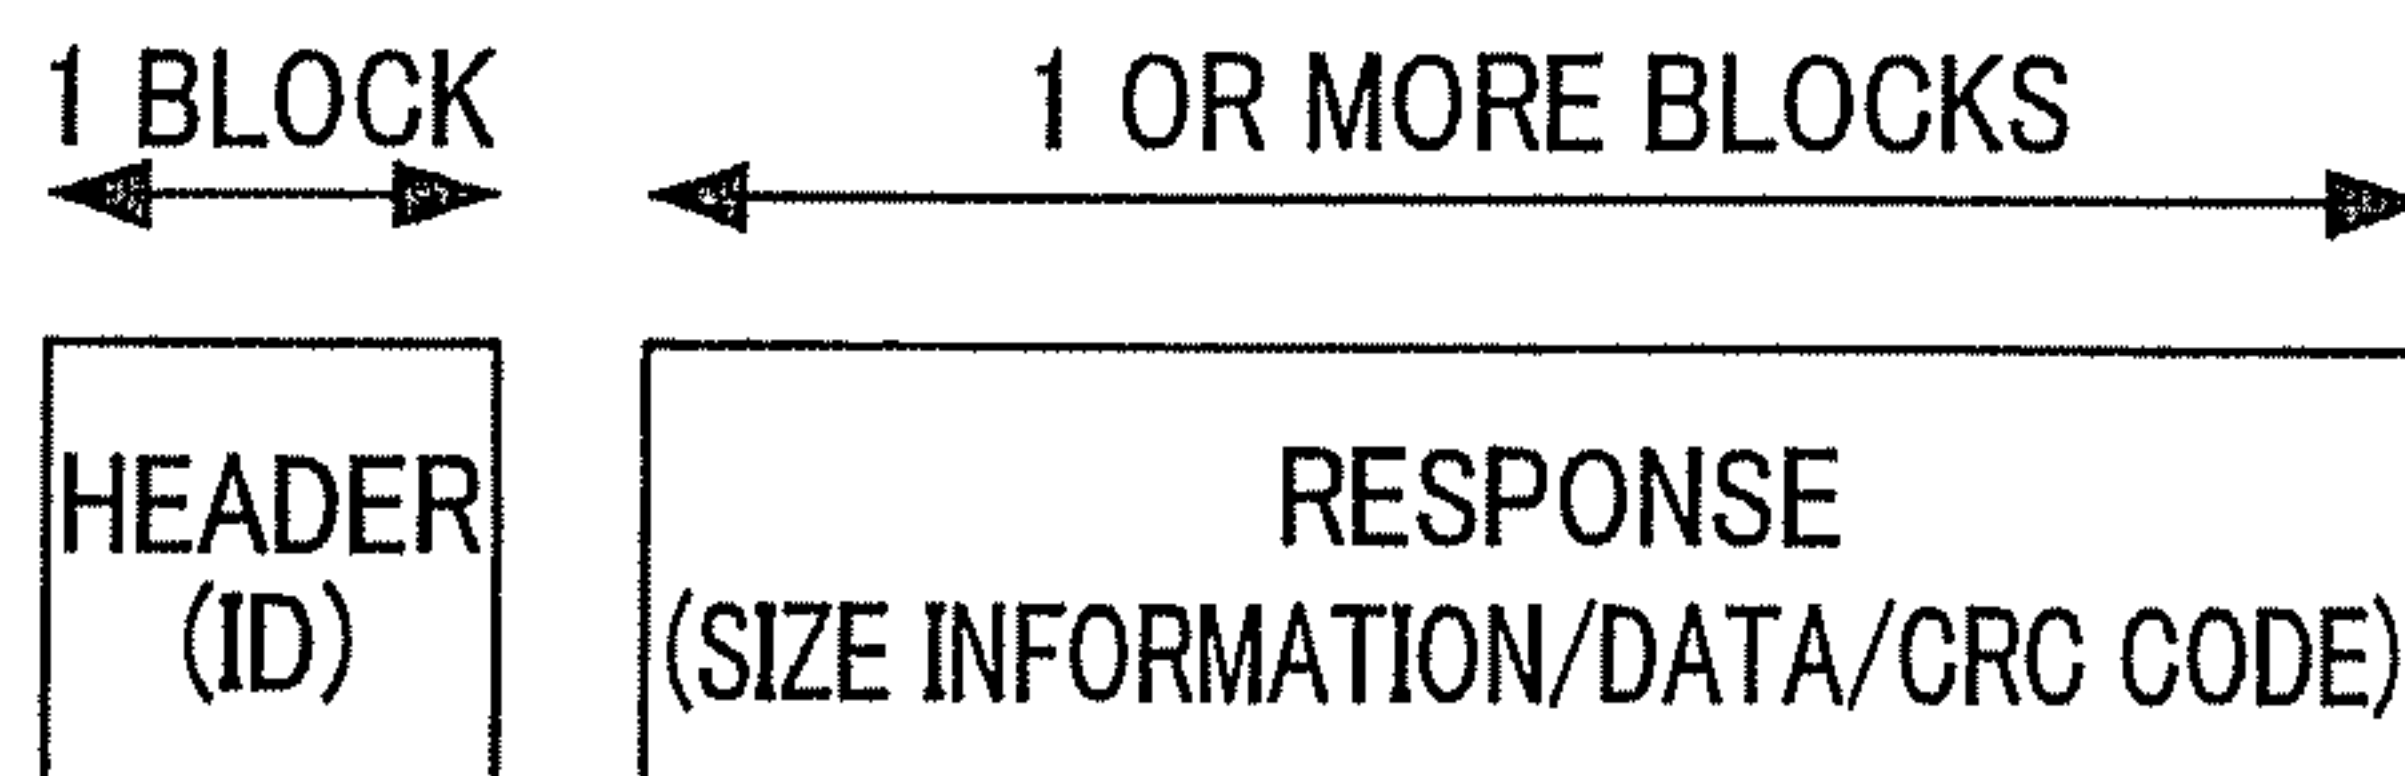 1 BLOCK
1 OR MORE BLOCKS
HEADER
(ID)
RESPONSE
(SIZE INFORMATION/DATA/CRC CODE)